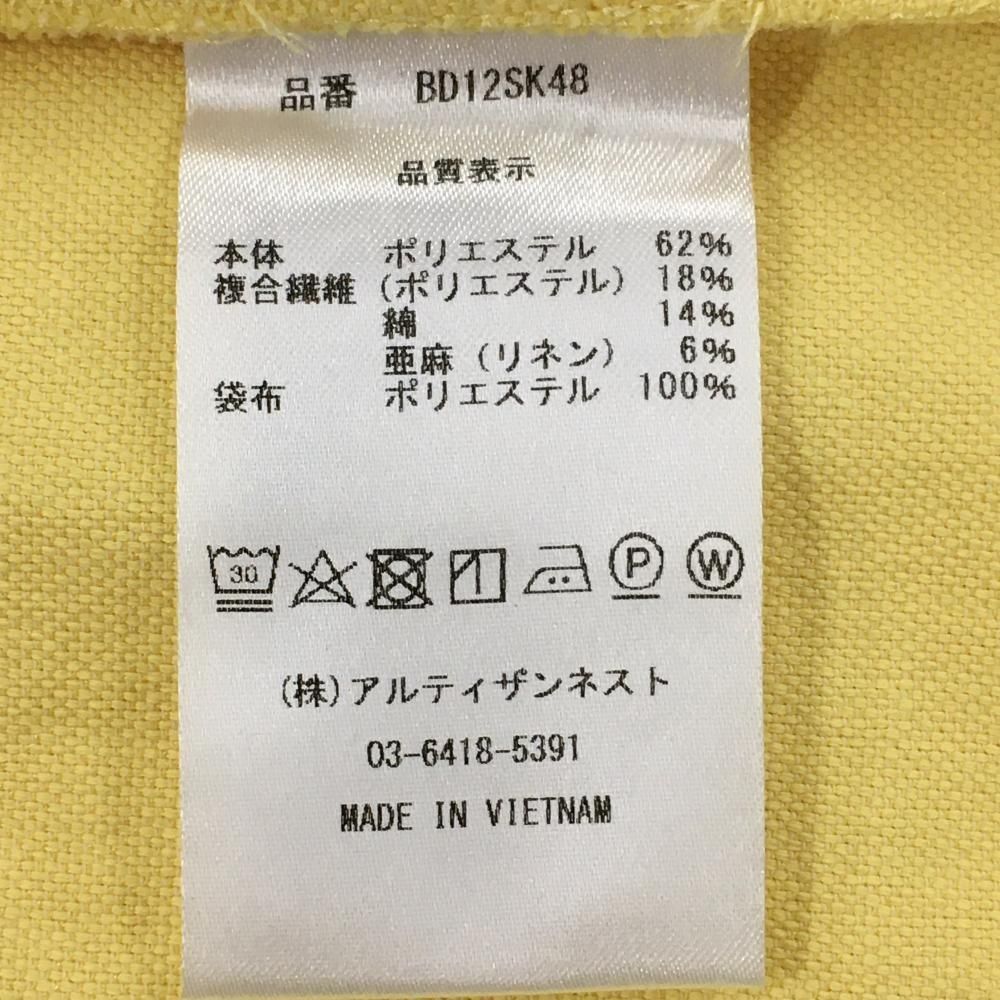 品番 BD12SK48
品質表示
本体 ポリエステル 62%
複合繊維 (ポリエステル) 18%
綿 14%
亜麻 (リネン) 6%
袋布 ポリエステル 100%
30 P W
(株)アルティザンネスト
03-6418-5391
MADE IN VIETNAM